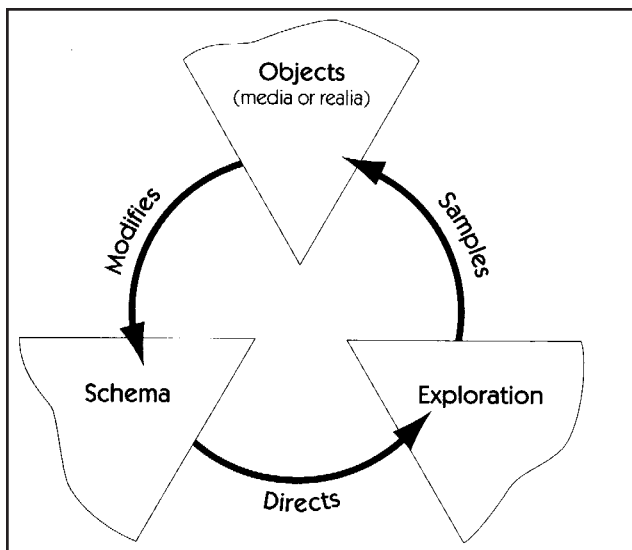 Objects
(media or realia)
Modifies
Samples
Schema
Exploration
Directs